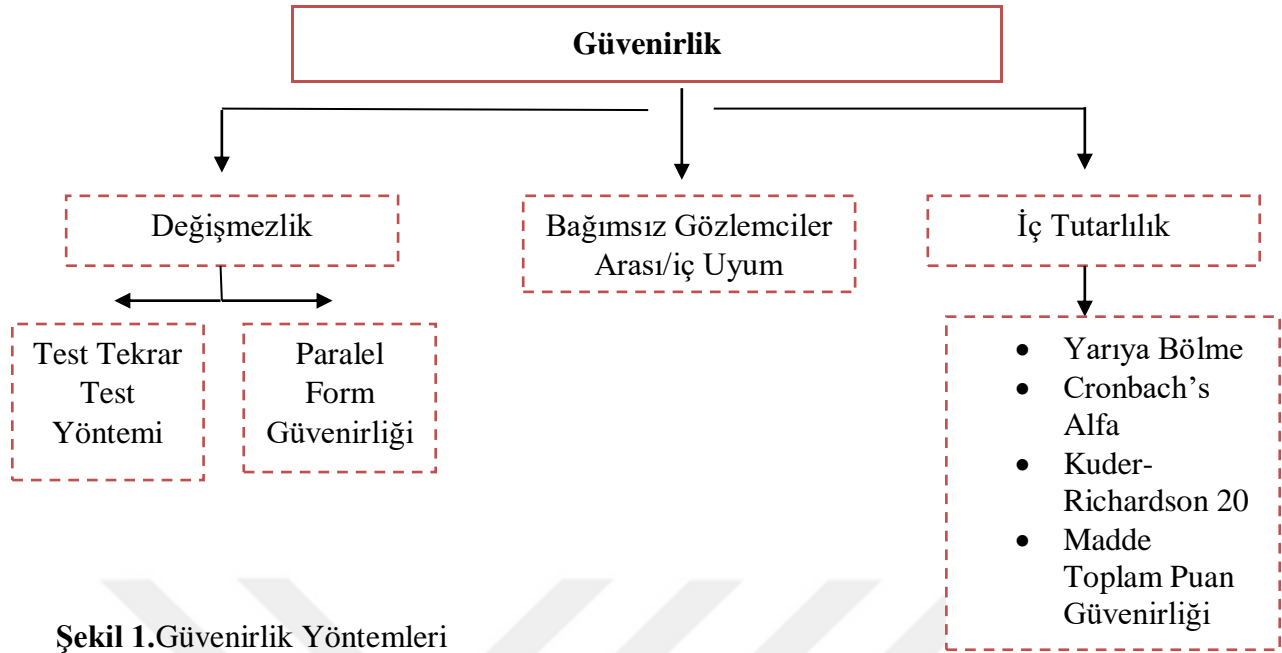 Güvenirlik
Değişmezlik
Bağımsız Gözlemciler
Arası/iç Uyum
İç Tutarlılık
Test Tekrar
Test
Yöntemi
Paralel
Form
Güvenirliği
• Yarıya Bölme
• Cronbach’s
Alfa
• Kuder-
Richardson 20
• Madde
Toplam Puan
Güvenirliği
Şekil 1.Güvenirlik Yöntemleri